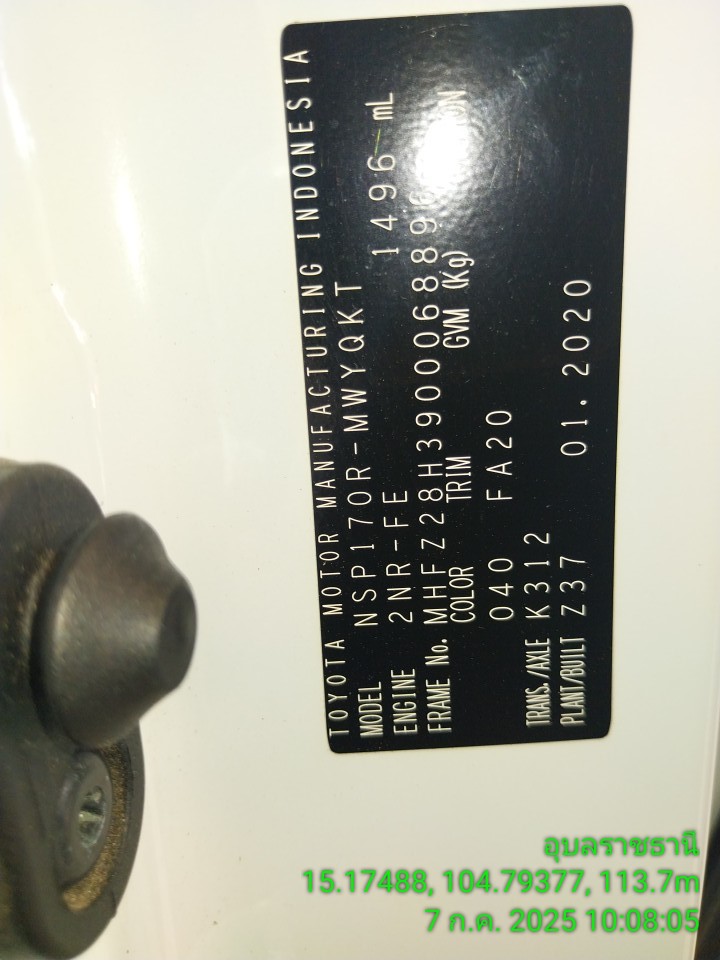 TOYOTA MOTOR MANUFACTURING INDONESIA
MODEL NSP170R-MWYQKT
ENGINE 2NR-FE 1496 mL
FRAME No. MHFZ28H3900068896
COLOR TRIM GVM (Kg)
040 FA20
TRANS./AXLE K312
PLANT/BUILT Z37 01.2020
อุบลราชธานี
15.17488, 104.79377, 113.7m
7 ก.ค. 2025 10:08:05